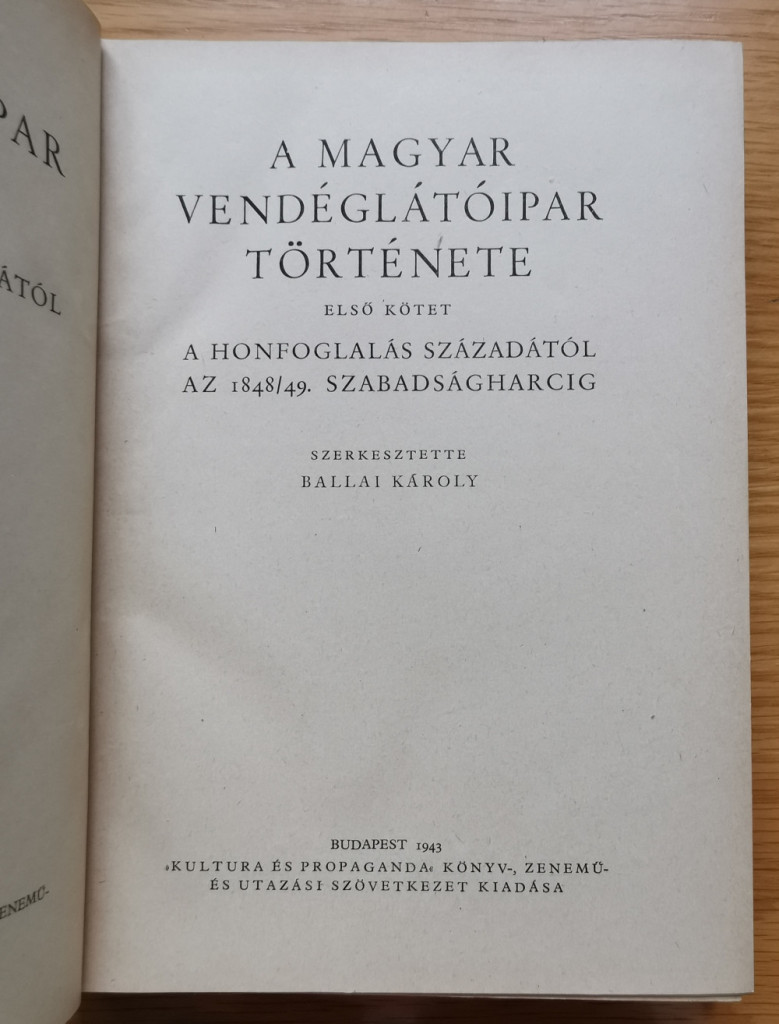 PAR
ÁTÓL
ENEMŰ-
A MAGYAR
VENDÉGLÁTÓIPAR
TÖRTÉNETE
ELSŐ KÖTET
A HONFOGLALÁS SZÁZADÁTÓL
AZ 1848/49. SZABADSÁGHARCIG
SZERKESZTETTE
BALLAI KÁROLY
BUDAPEST 1943
»KULTURA ÉS PROPAGANDA« KÖNYV-, ZENEMŰ-
ÉS UTAZÁSI SZÖVETKEZET KIADÁSA